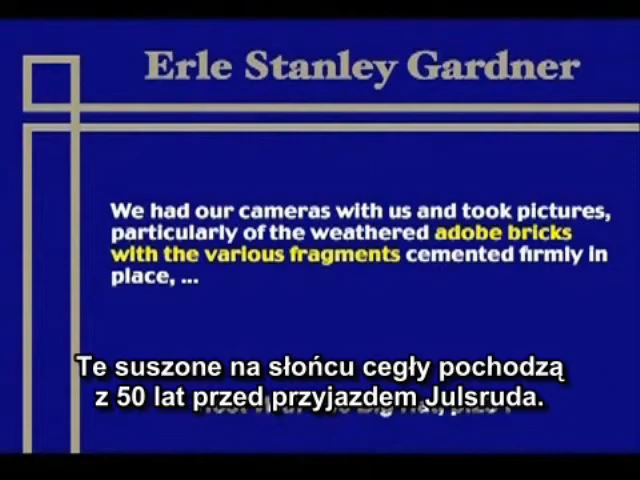 Erle Stanley Gardner
We had our cameras with us and took pictures,
particularly of the weathered adobe bricks
with the various fragments cemented firmly in
place, ...
Te suszone na słońcu cegły pochodzą
z 50 lat przed przyjazdem Julsruda.